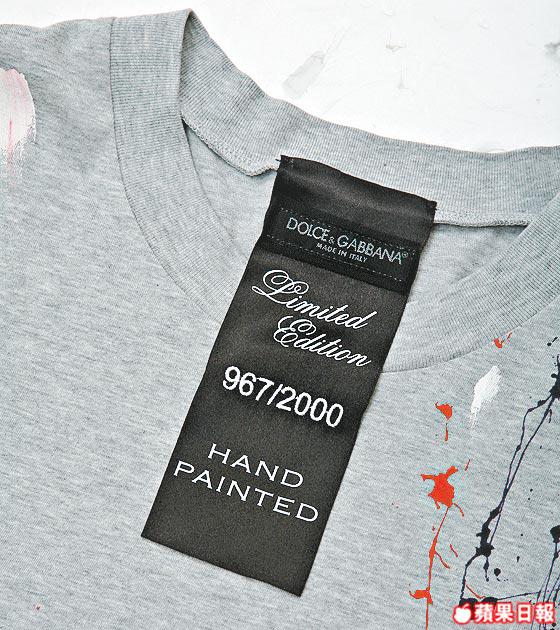 DOLCE & GABBANA®
MADE IN ITALY
Limited
Edition
967/2000
HAND
PAINTED
蘋果日報